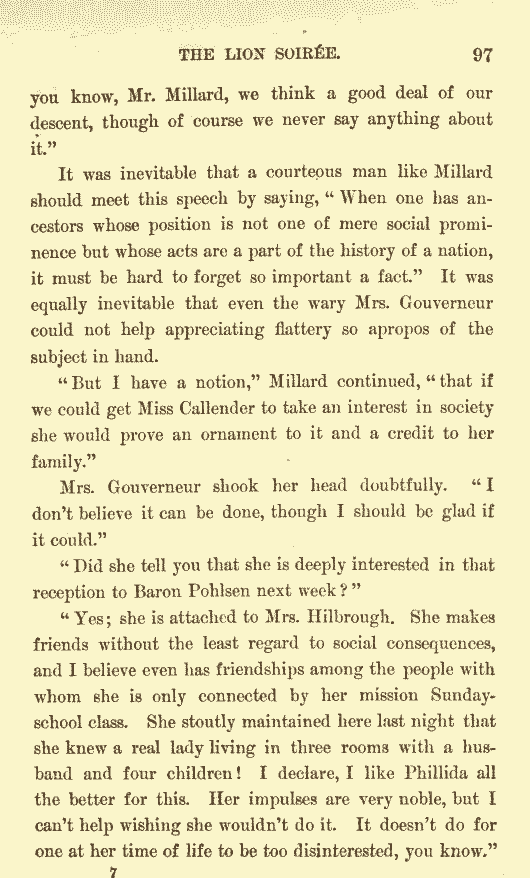 THE LION SOIRÉE. 97
you know, Mr. Millard, we think a good deal of our
descent, though of course we never say anything about
it.”
It was inevitable that a courteous man like Millard
should meet this speech by saying, “ When one has an-
cestors whose position is not one of mere social promi-
nence but whose acts are a part of the history of a nation,
it must be hard to forget so important a fact.” It was
equally inevitable that even the wary Mrs. Gouverneur
could not help appreciating flattery so apropos of the
subject in hand.
“ But I have a notion,” Millard continued, “ that if
we could get Miss Callender to take an interest in society
she would prove an ornament to it and a credit to her
family.”
Mrs. Gouverneur shook her head doubtfully. “ I
don’t believe it can be done, though I should be glad if
it could.”
“ Did she tell you that she is deeply interested in that
reception to Baron Pohlsen next week ? ”
“ Yes; she is attached to Mrs. Hilbrough. She makes
friends without the least regard to social consequences,
and I believe even has friendships among the people with
whom she is only connected by her mission Sunday-
school class. She stoutly maintained here last night that
she knew a real lady living in three rooms with a hus-
band and four children! I declare, I like Phillida all
the better for this. Her impulses are very noble, but I
can’t help wishing she wouldn’t do it. It doesn’t do for
one at her time of life to be too disinterested, you know.”
7